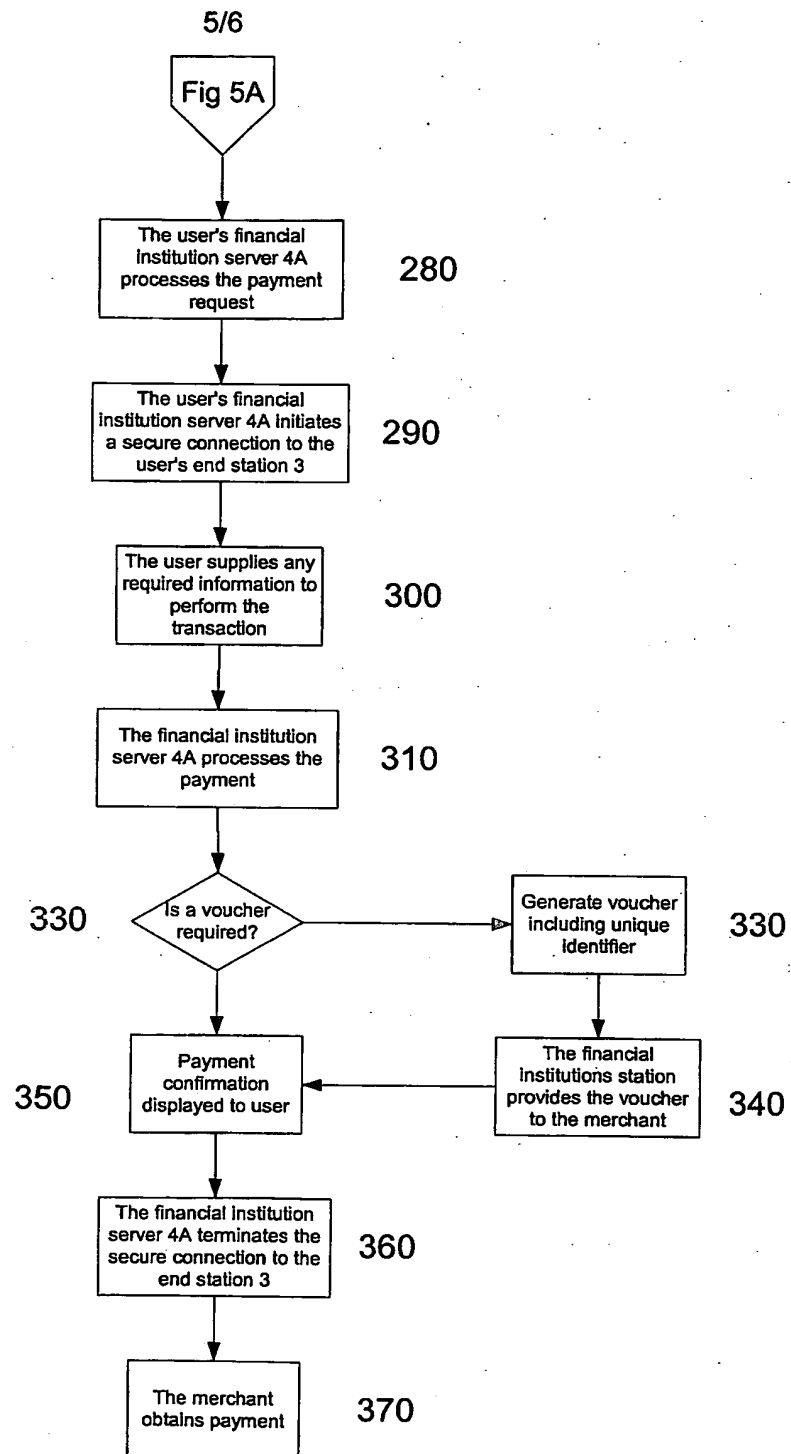 5/6
Fig 5A
The user's financial
institution server 4A
processes the payment
request
280
The user's financial
institution server 4A initiates
a secure connection to the
user's end station 3
290
The user supplies any
required information to
perform the
transaction
300
The financial institution
server 4A processes the
payment
310
330
Is a voucher
required?
Generate voucher
including unique
identifier
330
350
Payment
confirmation
displayed to user
The financial
institutions station
provides the voucher
to the merchant
340
The financial institution
server 4A terminates the
secure connection to the
end station 3
360
The merchant
obtains payment
370